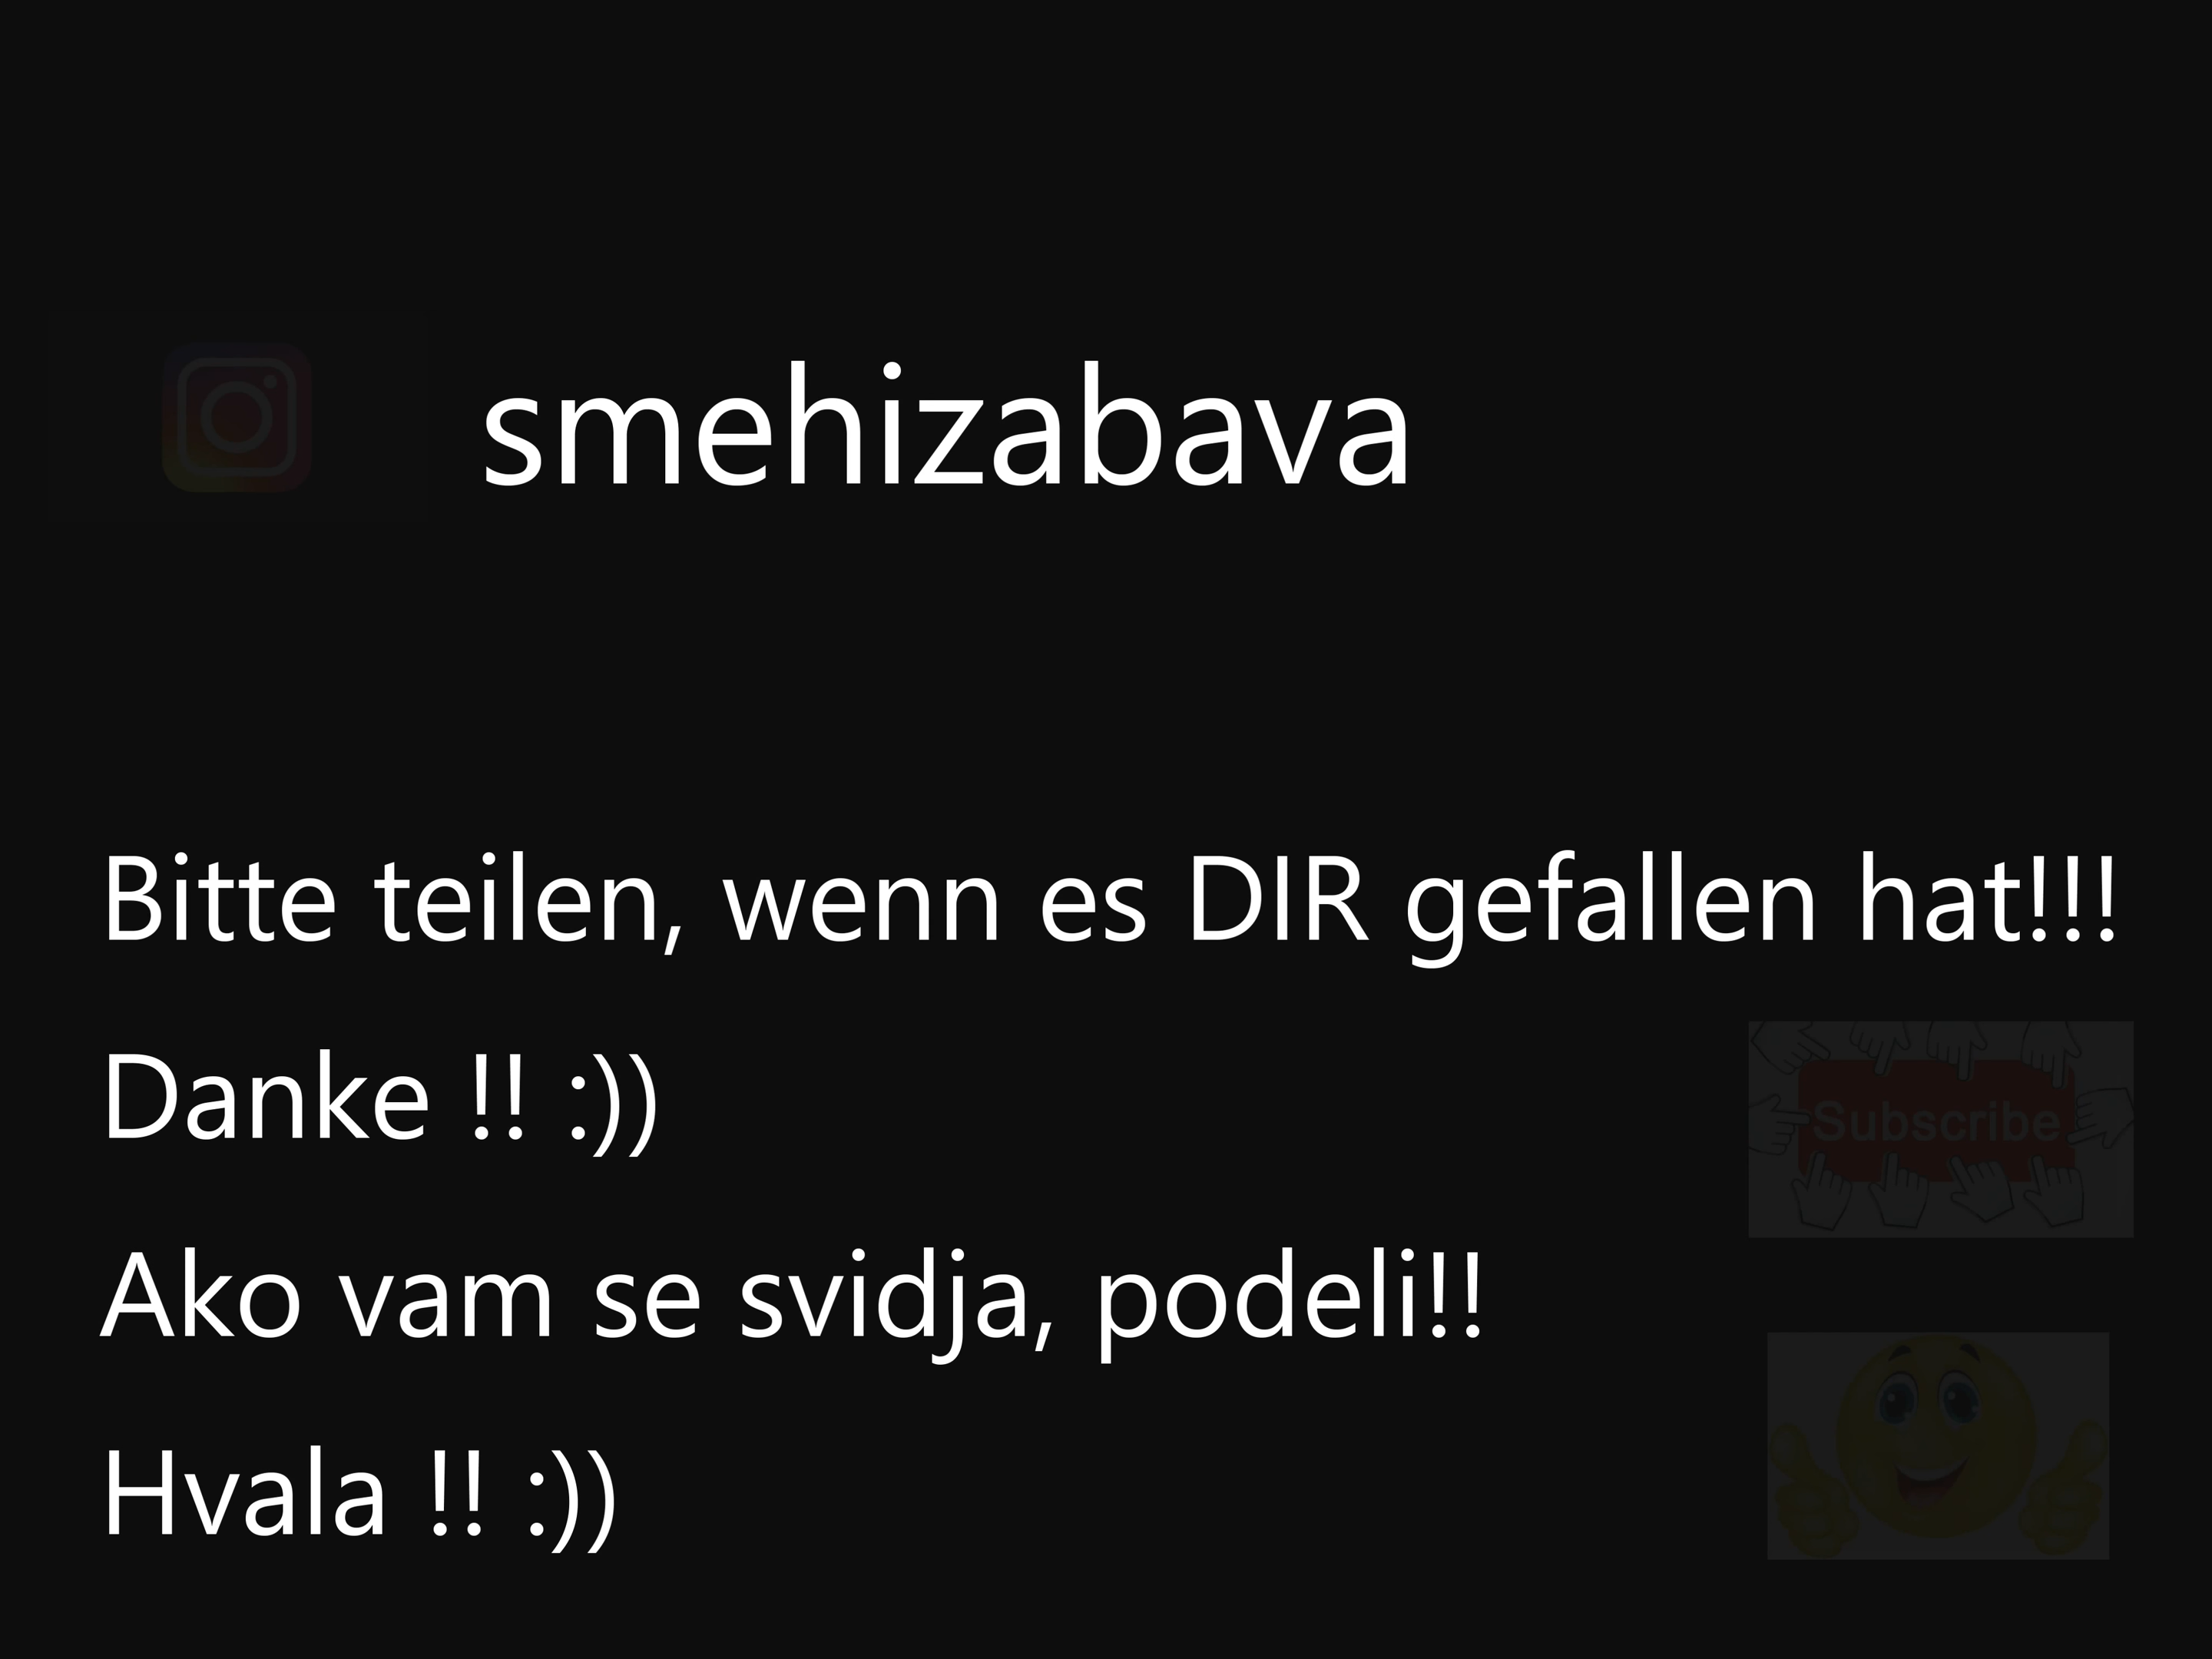 smehizabava
Bitte teilen, wenn es DIR gefallen hat!!!
Danke !! :))
Subscribe
Ako vam se svidja, podeli!!
Hvala !! :))